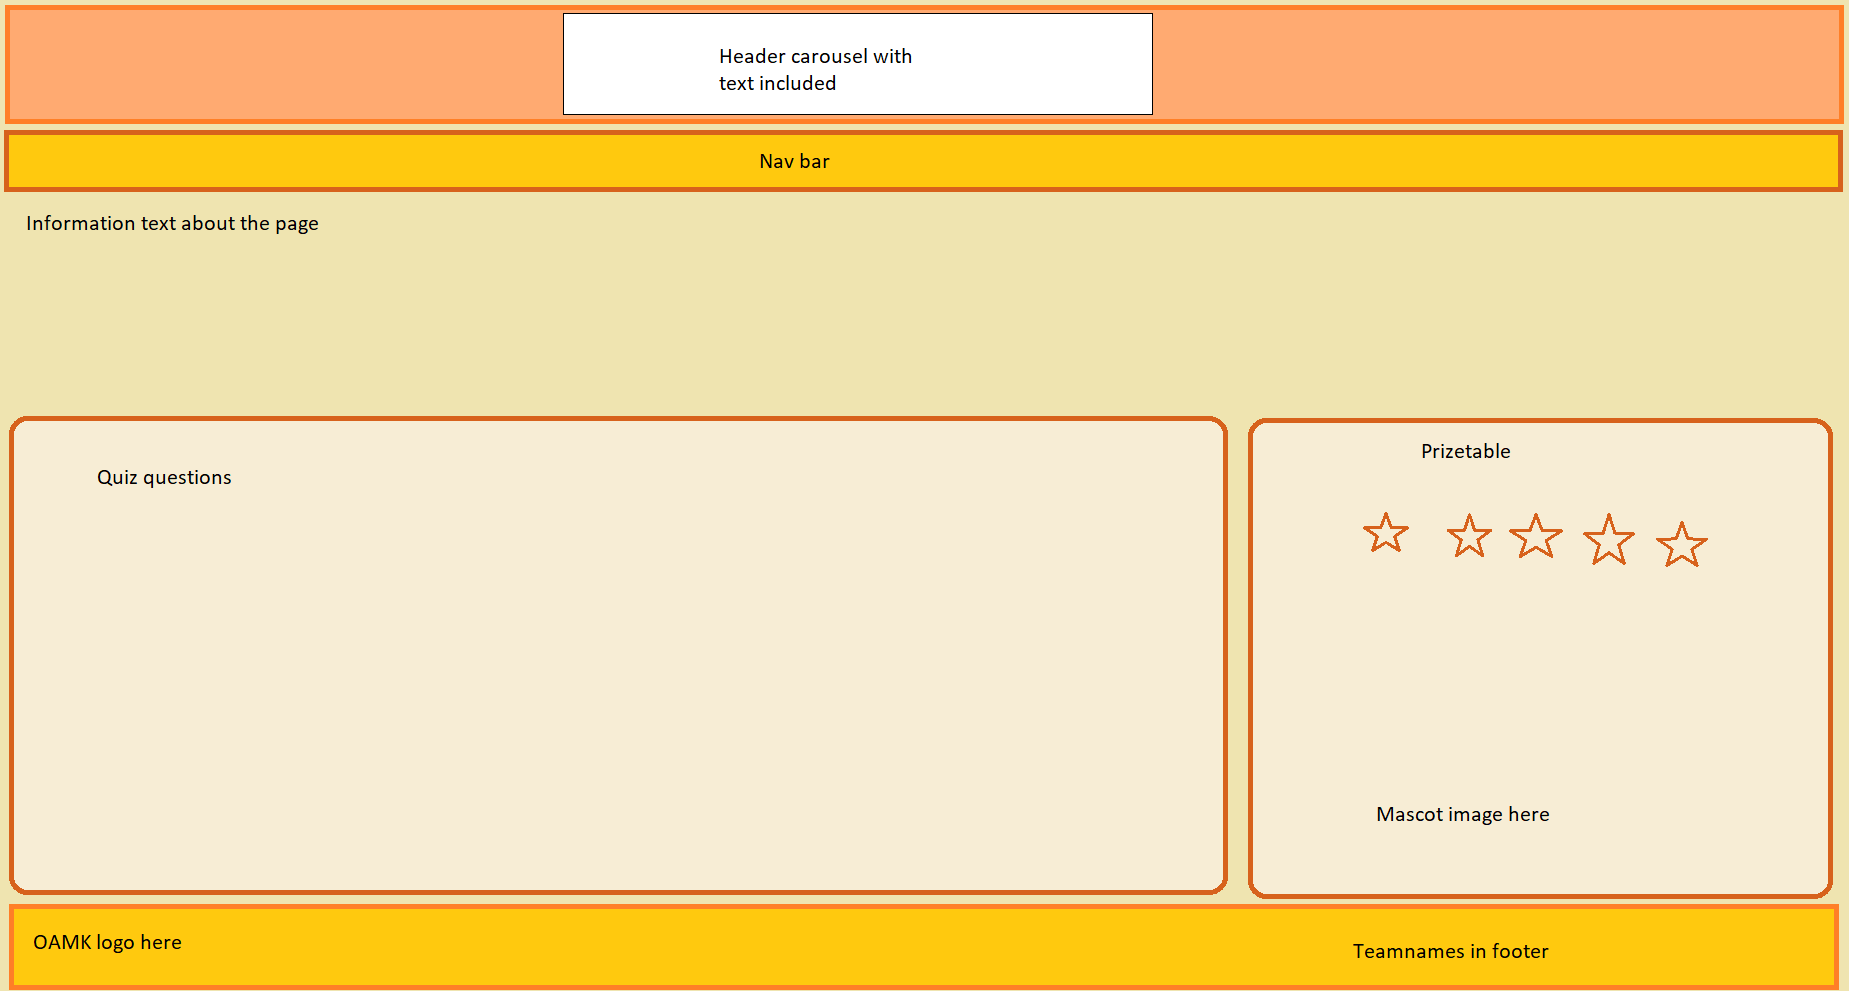 Header carousel with
text included
Nav bar
Information text about the page
Quiz questions
Prizetable
Mascot image here
OAMK logo here
Teamnames in footer